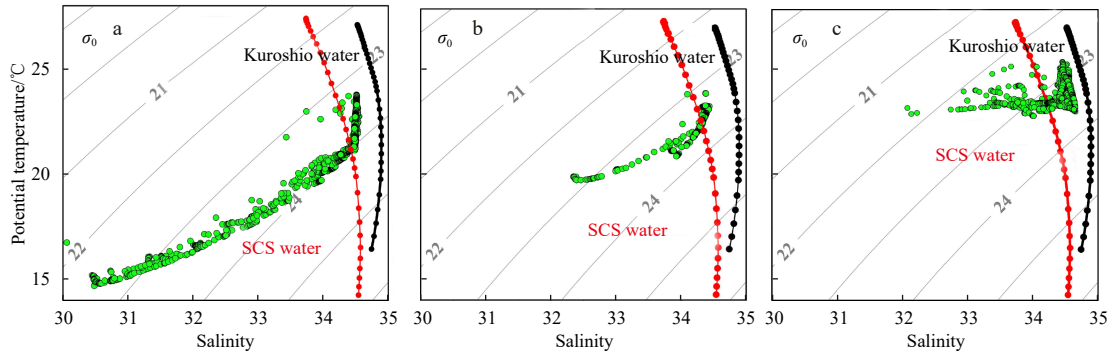 a
σ0
Kuroshio water
23
21
24
22
SCS water
25
20
15
Potential temperature/℃
30 31 32 33 34 35
Salinity
b
σ0
Kuroshio water
23
21
24
22
SCS water
30 31 32 33 34 35
Salinity
c
σ0
Kuroshio water
23
21
24
22
SCS water
30 31 32 33 34 35
Salinity